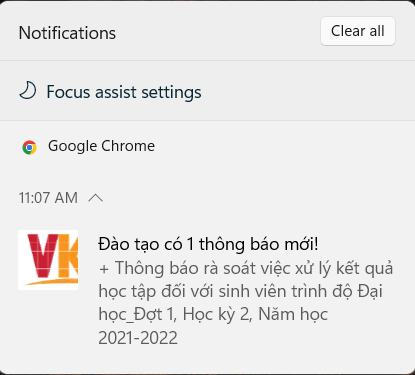 Notifications
Clear all
Focus assist settings
Google Chrome
11:07 AM
VK
Đào tạo có 1 thông báo mới!
+ Thông báo rà soát việc xử lý kết quả
học tập đối với sinh viên trình độ Đại
học_Đợt 1, Học kỳ 2, Năm học
2021-2022